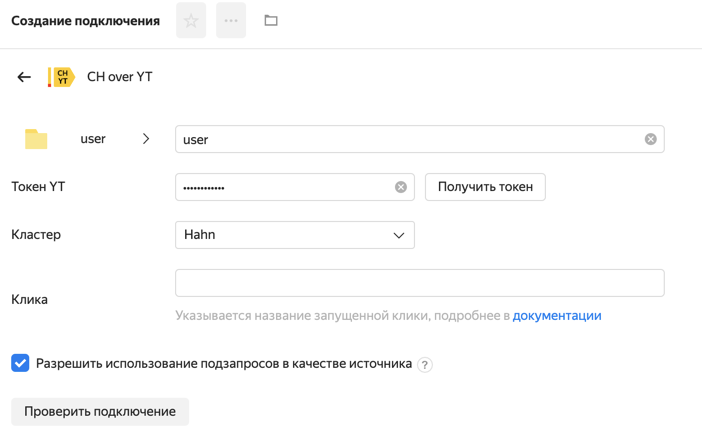 Создание подключения
CH YT
CH over YT
user
user
Токен YT
••••••••••••
Получить токен
Кластер
Hahn
Клика
Указывается название запущенной клики, подробнее в документации
Разрешить использование подзапросов в качестве источника ?
Проверить подключение